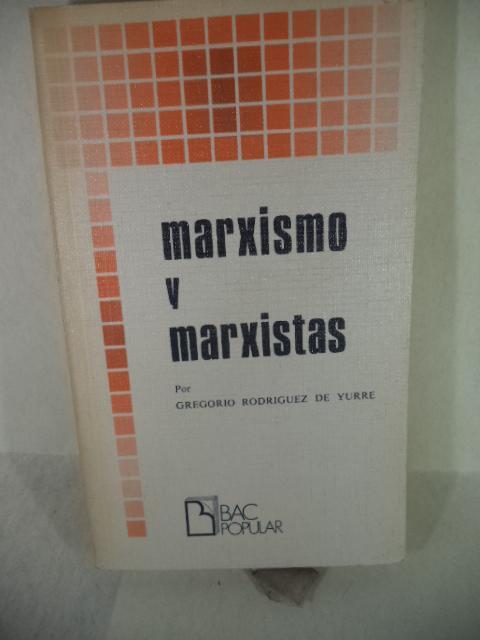 marxismo
y
marxistas
Por
GREGORIO RODRIGUEZ DE YURRE
BAC
POPULAR